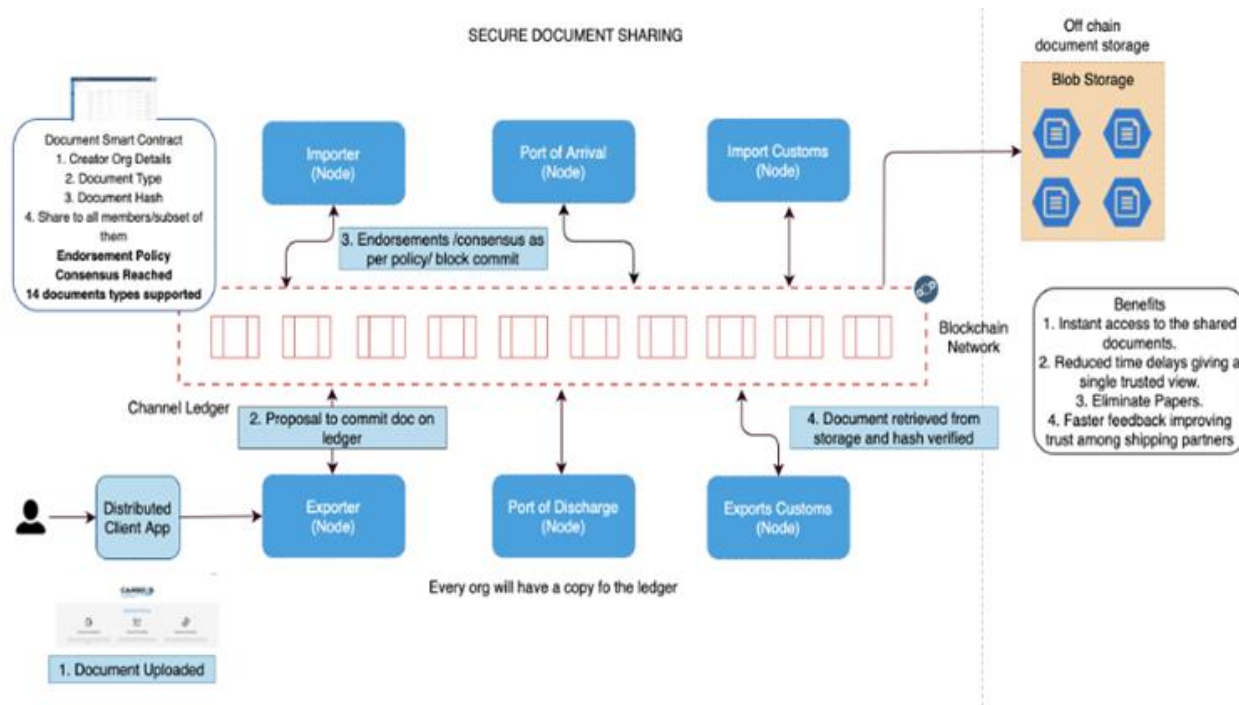 SECURE DOCUMENT SHARING
Off chain
document storage
Blob Storage
Document Smart Contract
1. Creator Org Details
2. Document Type
3. Document Hash
4. Share to all members/subset of
them
Endorsement Policy
Consensus Reached
14 documents types supported
Importer
(Node)
Port of Arrival
(Node)
Import Customs
(Node)
3. Endorsements /consensus as
per policy/ block commit
Blockchain
Network
Benefits
1. Instant access to the shared
documents.
2. Reduced time delays giving a
single trusted view.
3. Eliminate Papers.
4. Faster feedback improving
trust among shipping partners
Channel Ledger
2. Proposal to commit doc on
ledger
4. Document retrieved from
storage and hash verified
Distributed
Client App
Exporter
(Node)
Port of Discharge
(Node)
Exports Customs
(Node)
Every org will have a copy fo the ledger
1. Document Uploaded